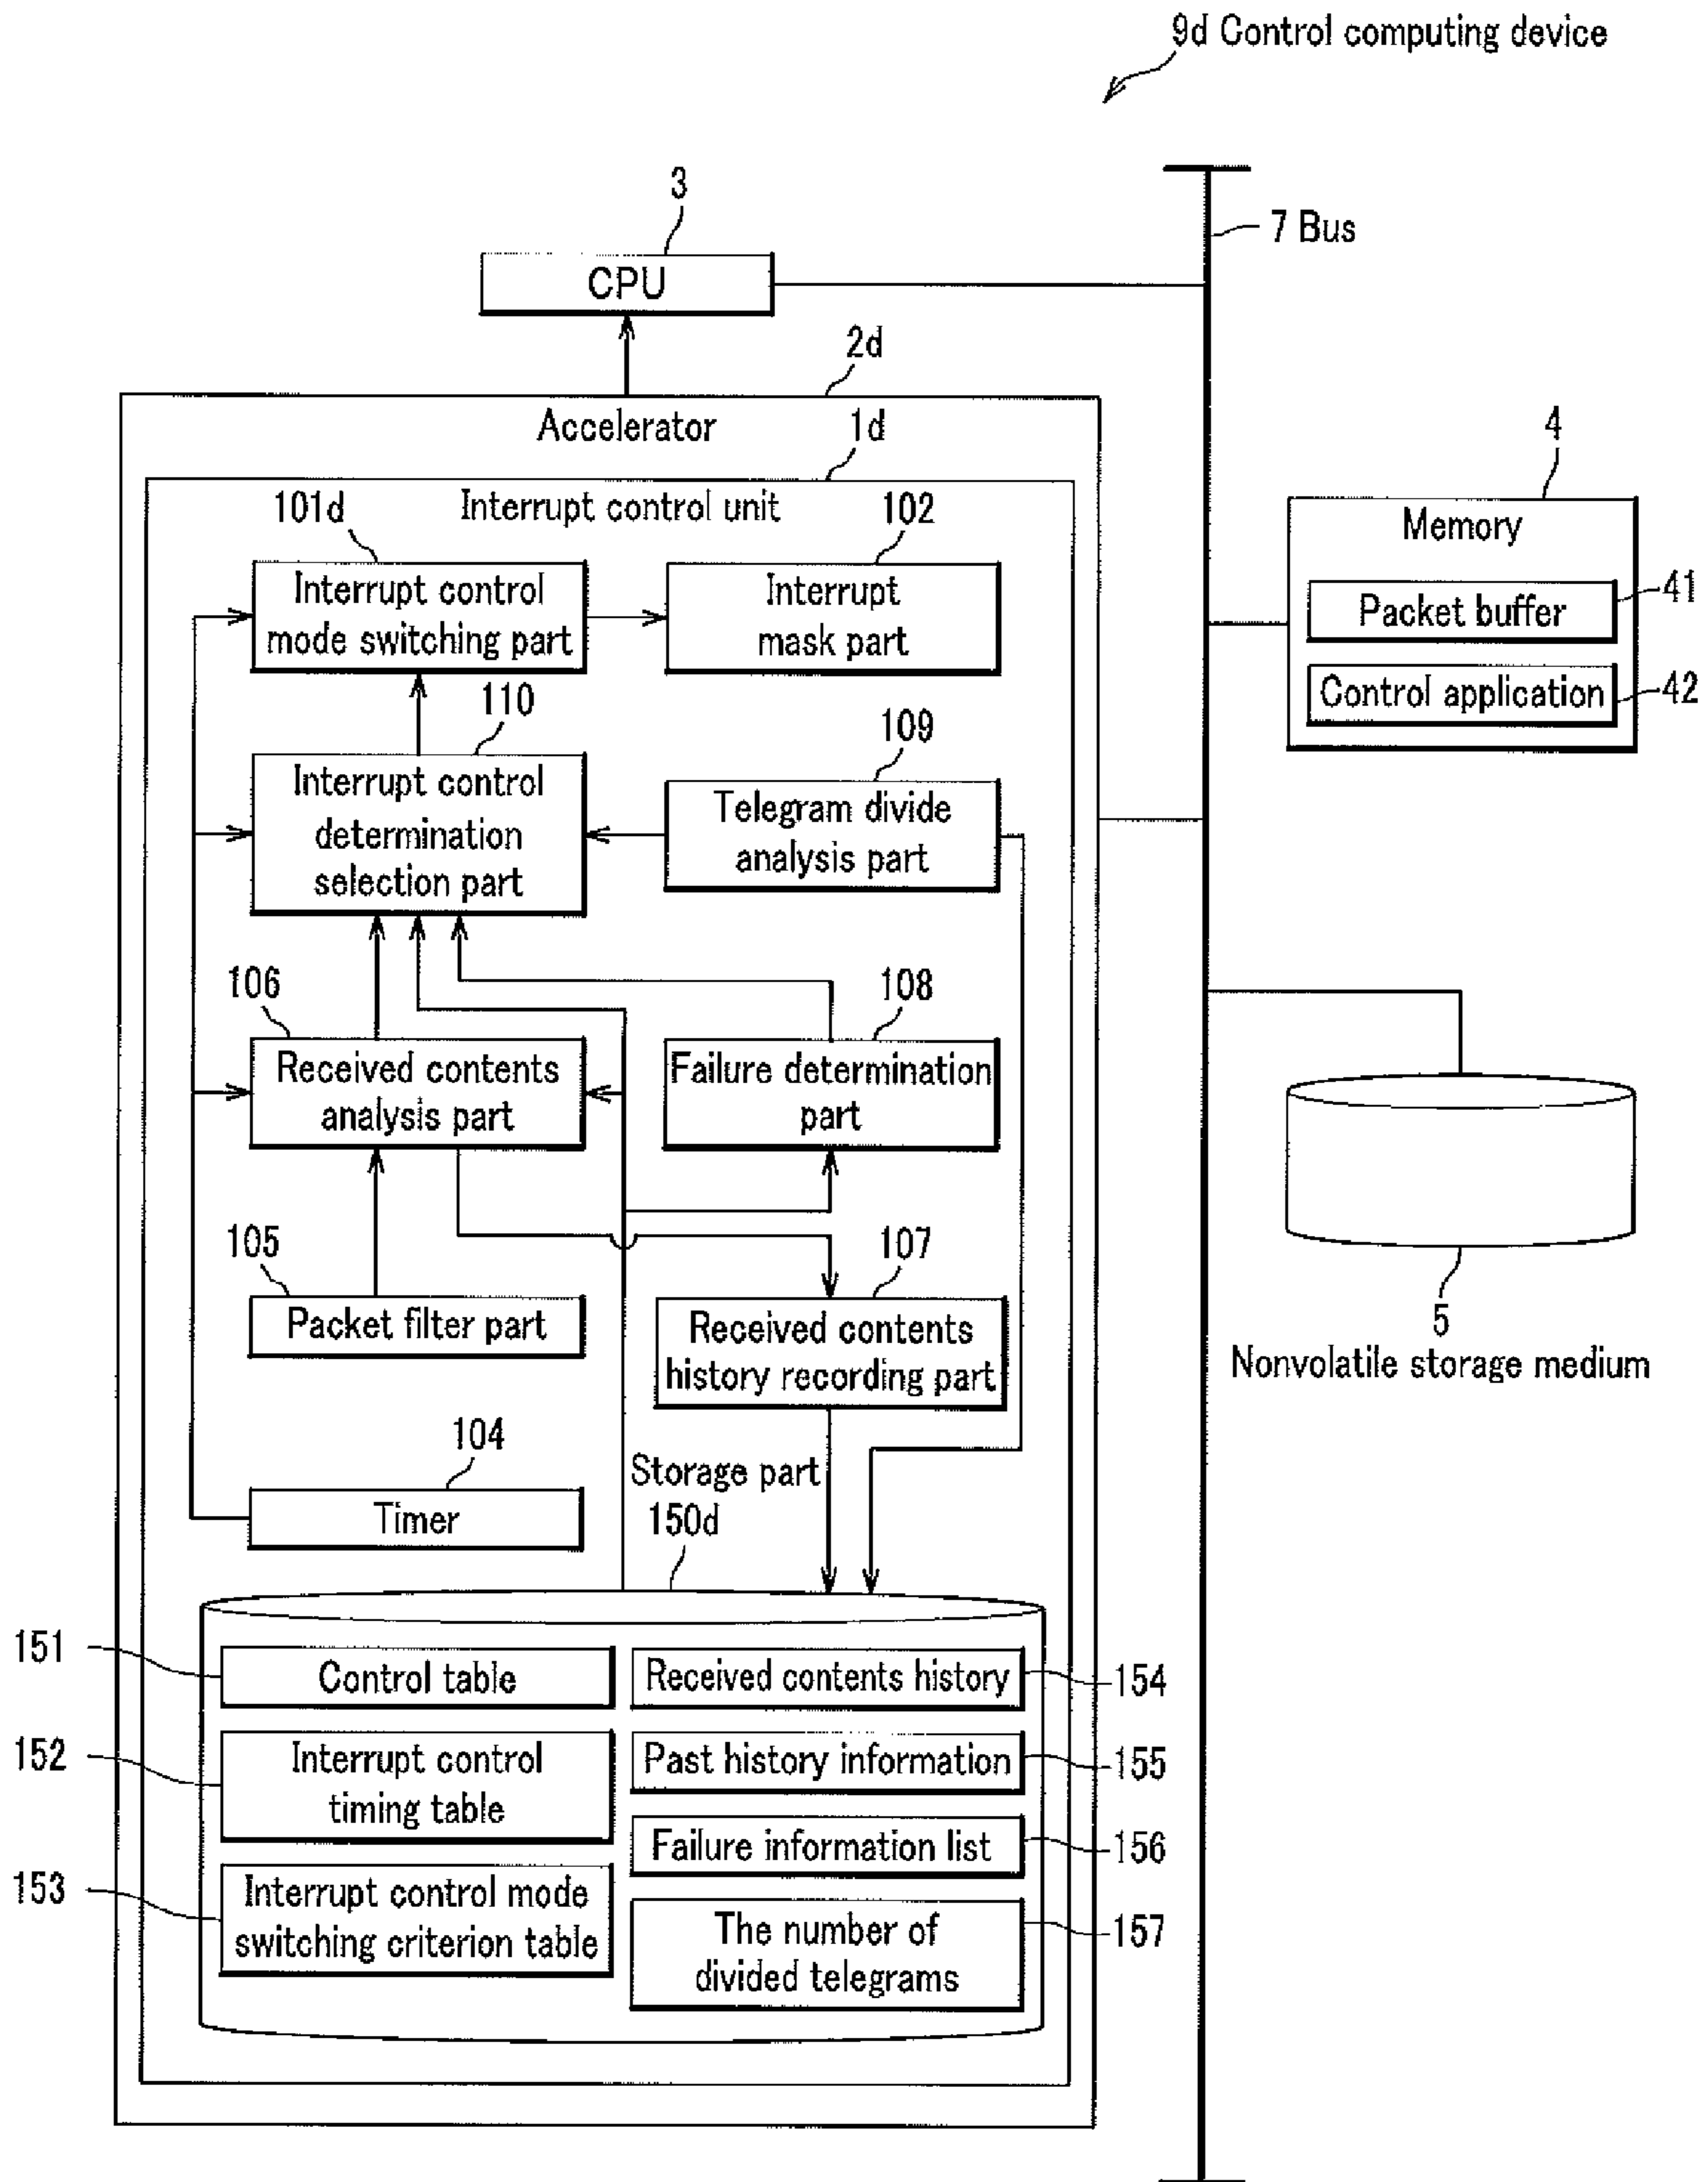 9d Control computing device
3
7 Bus
CPU
2d
Accelerator
1d
4
Memory
101d
Interrupt control unit
102
Interrupt control
mode switching part
Interrupt
mask part
41
Packet buffer
Control application
42
110
109
Interrupt control
determination
selection part
Telegram divide
analysis part
106
108
Received contents
analysis part
Failure determination
part
105
107
Packet filter part
Received contents
history recording part
5
Nonvolatile storage medium
104
Timer
Storage part
150d
151
Control table
Received contents history
154
152
Interrupt control
timing table
Past history information
155
Failure information list
156
153
Interrupt control mode
switching criterion table
The number of
divided telegrams
157